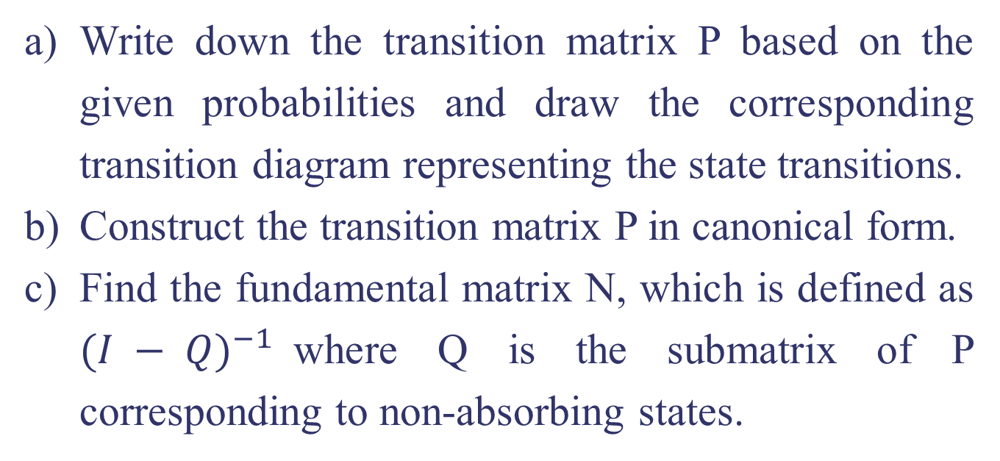 a) Write down the transition matrix P based on the
given probabilities and draw the corresponding
transition diagram representing the state transitions.
b) Construct the transition matrix P in canonical form.
c) Find the fundamental matrix N, which is defined as
(I − Q)⁻¹ where Q is the submatrix of P
corresponding to non-absorbing states.